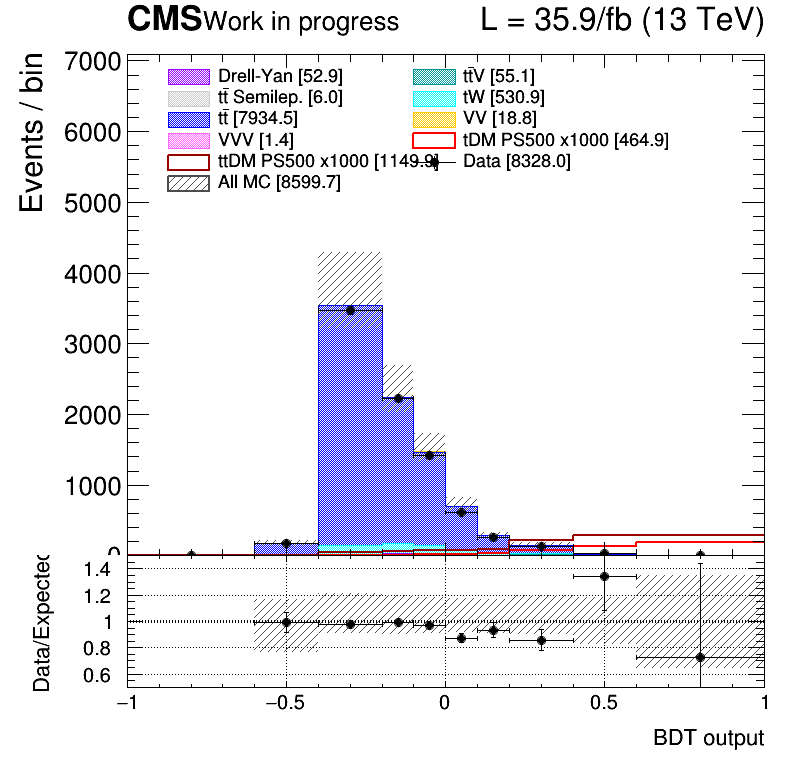 CMS Work in progress L = 35.9/fb (13 TeV)
Events / bin
7000
6000
5000
4000
3000
2000
1000
0
Drell-Yan [52.9] tt̄V [55.1]
tt̄ Semilep. [6.0] tW [530.9]
tt̄ [7934.5] VV [18.8]
VVV [1.4] tDM PS500 x1000 [464.9]
ttDM PS500 x1000 [1149.9] Data [8328.0]
All MC [8599.7]
Data/Expected
1.4
1.2
1
0.8
0.6
−1 −0.5 0 0.5 1
BDT output